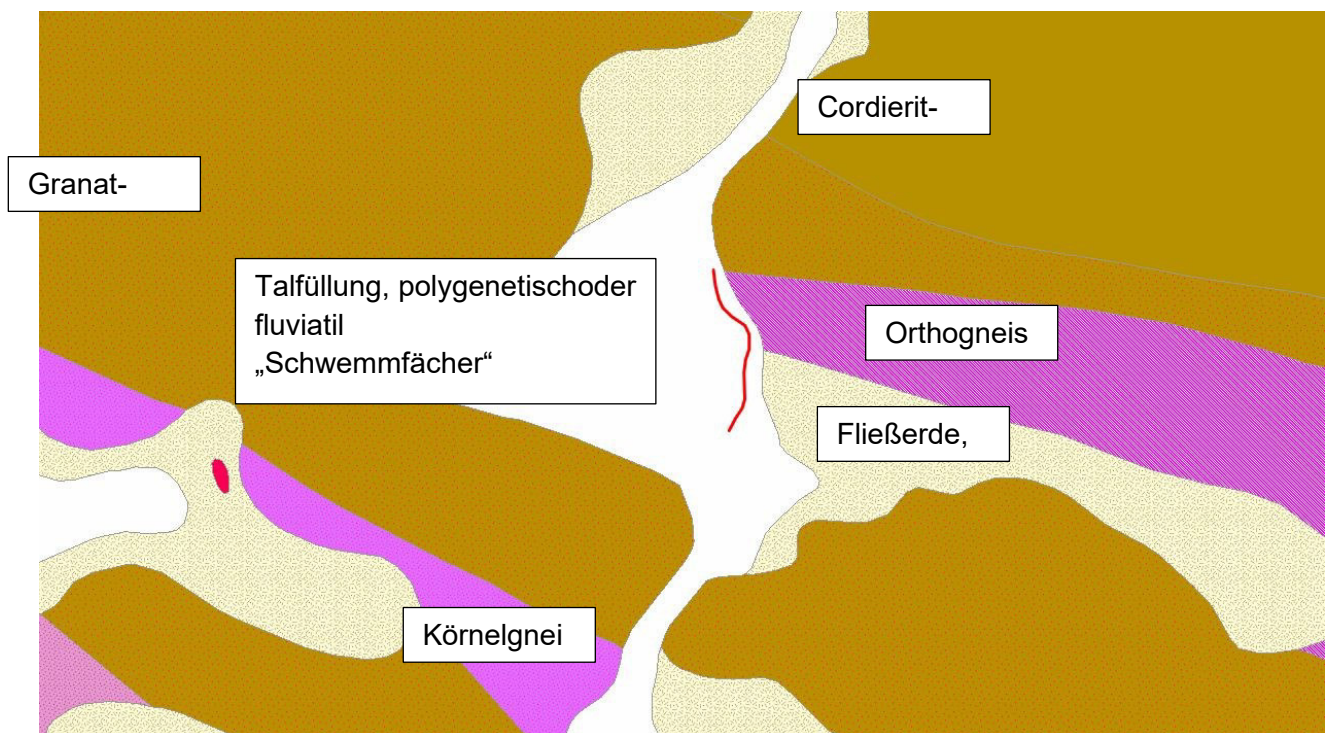 Cordierit-
Granat-
Talfüllung, polygenetischoder
fluviatil
„Schwemmfächer“
Orthogneis
Fließerde,
Körnelgnei